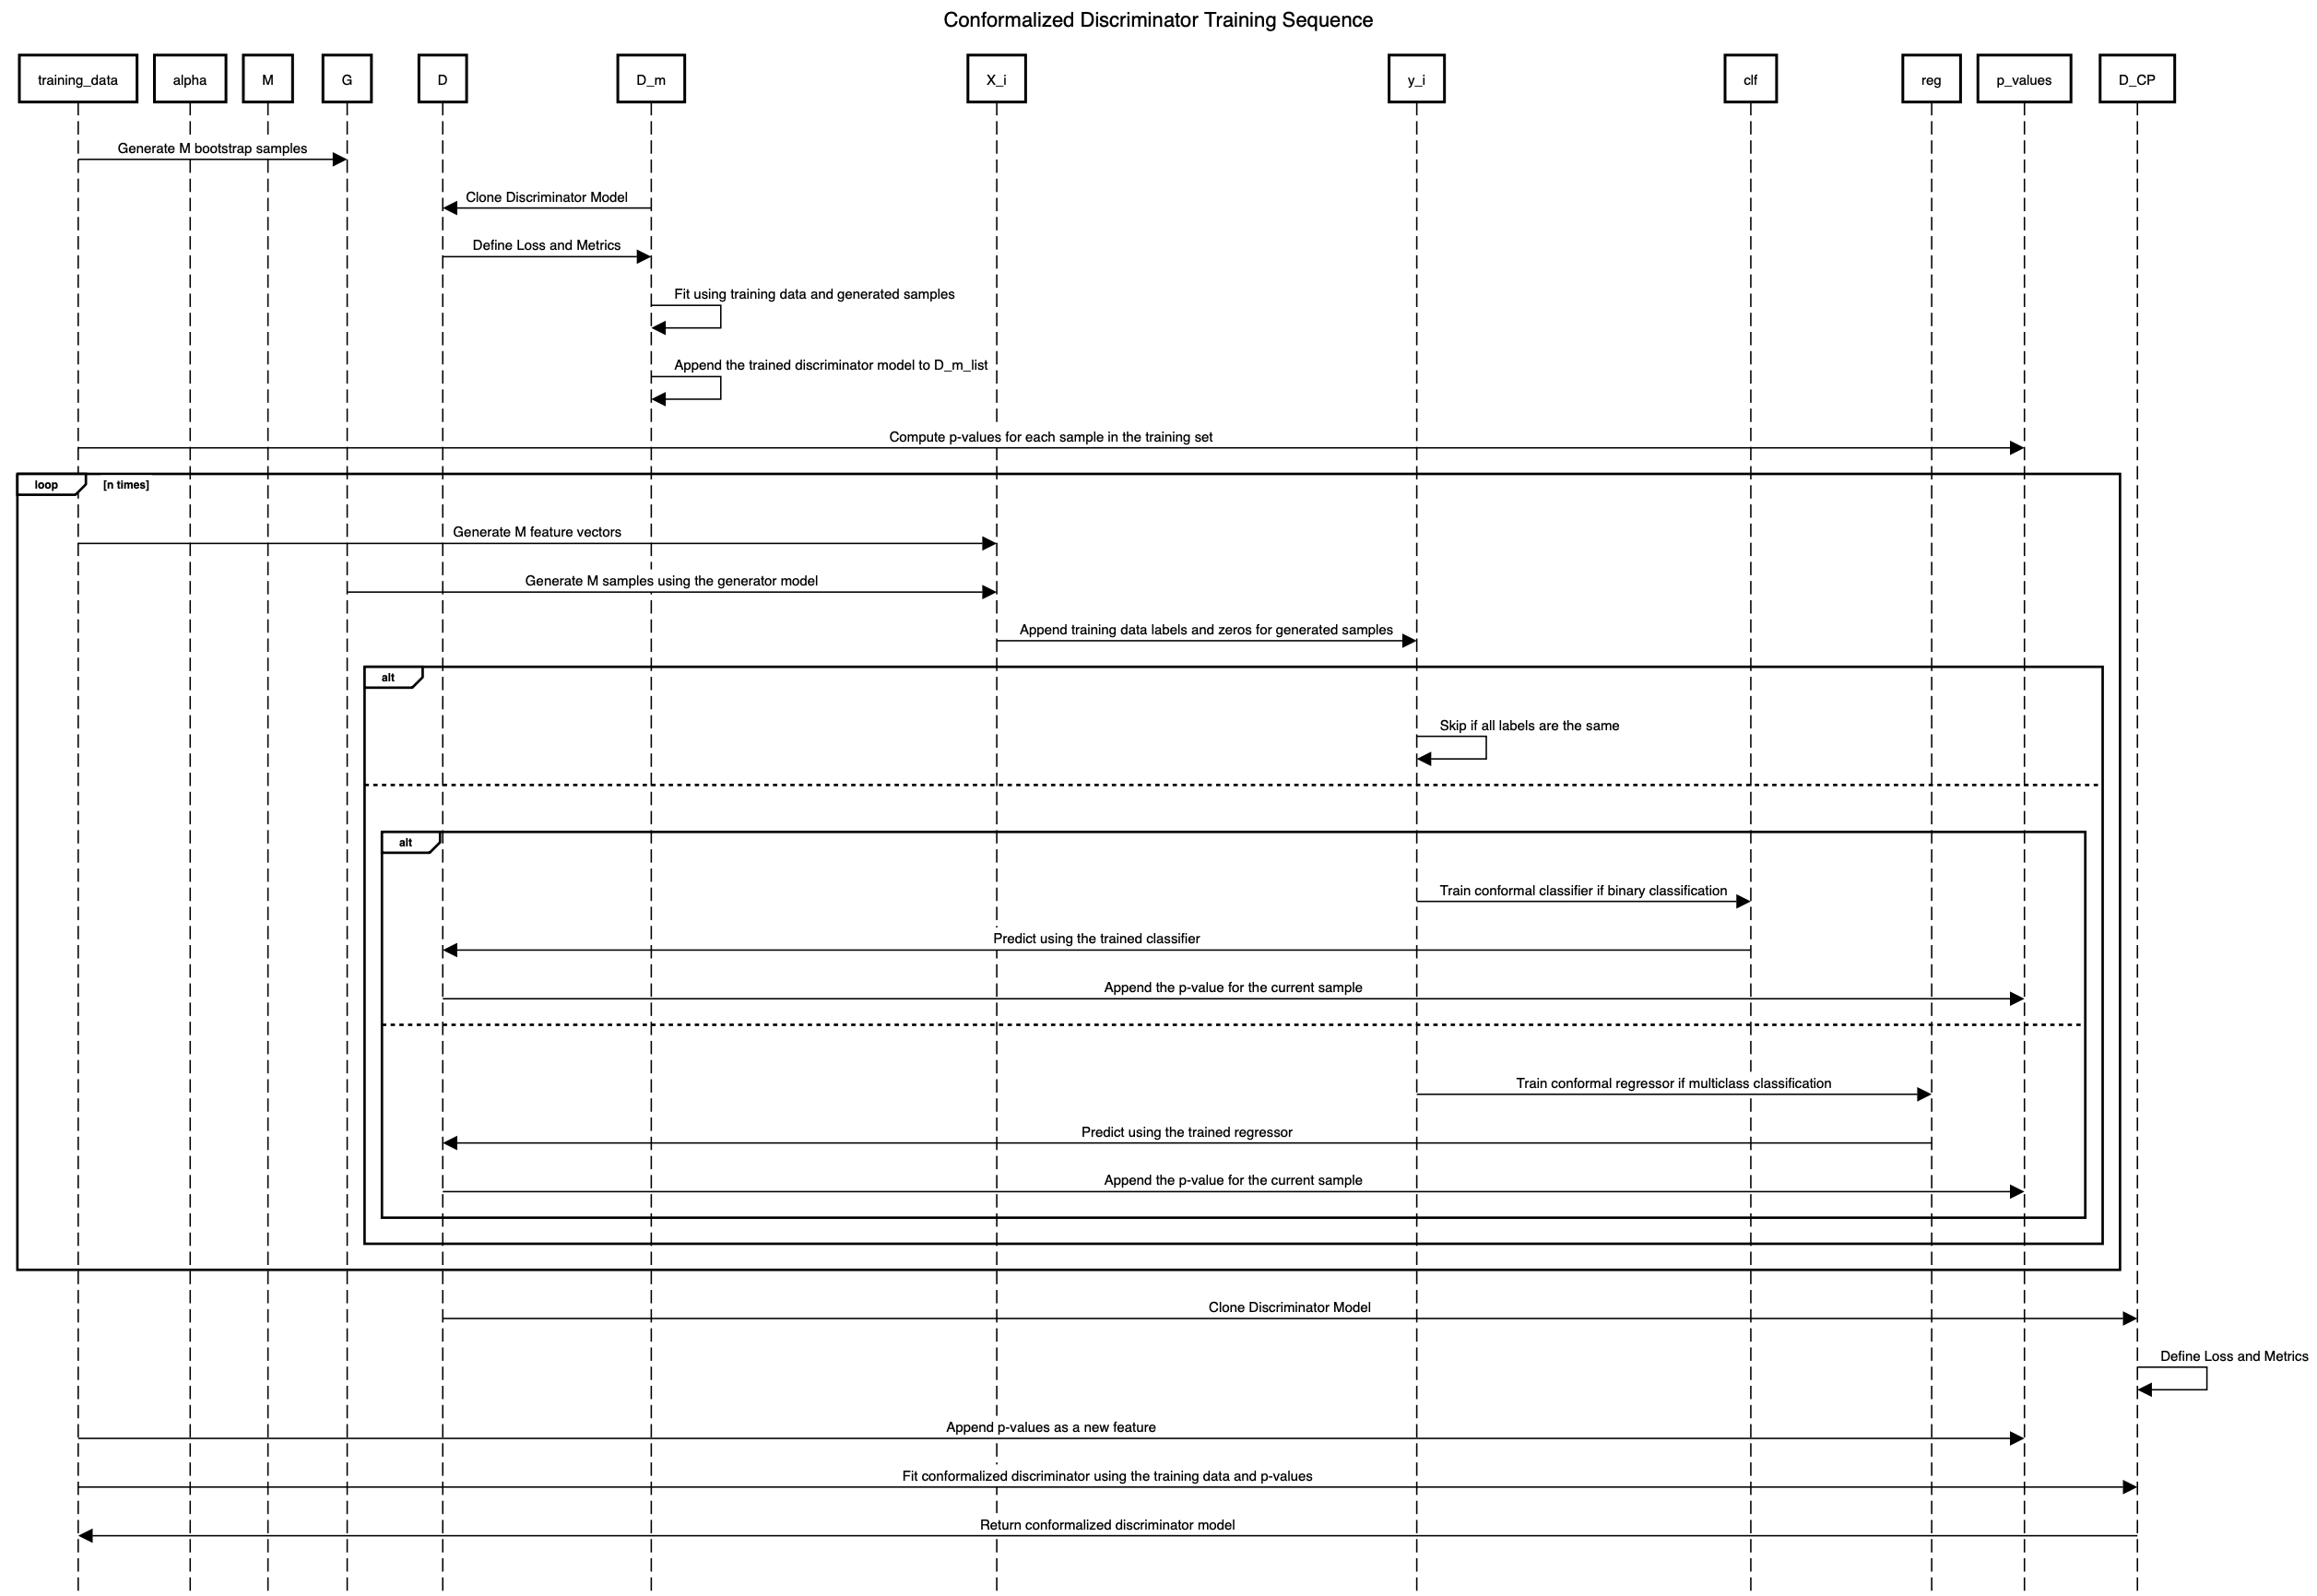 Conformalized Discriminator Training Sequence
training_data alpha M G D D_m X_i y_i clf reg p_values D_CP
Generate M bootstrap samples
Clone Discriminator Model
Define Loss and Metrics
Fit using training data and generated samples
Append the trained discriminator model to D_m_list
Compute p-values for each sample in the training set
loop [n times]
Generate M feature vectors
Generate M samples using the generator model
Append training data labels and zeros for generated samples
alt
Skip if all labels are the same
alt
Train conformal classifier if binary classification
Predict using the trained classifier
Append the p-value for the current sample
Train conformal regressor if multiclass classification
Predict using the trained regressor
Append the p-value for the current sample
Clone Discriminator Model
Define Loss and Metrics
Append p-values as a new feature
Fit conformalized discriminator using the training data and p-values
Return conformalized discriminator model